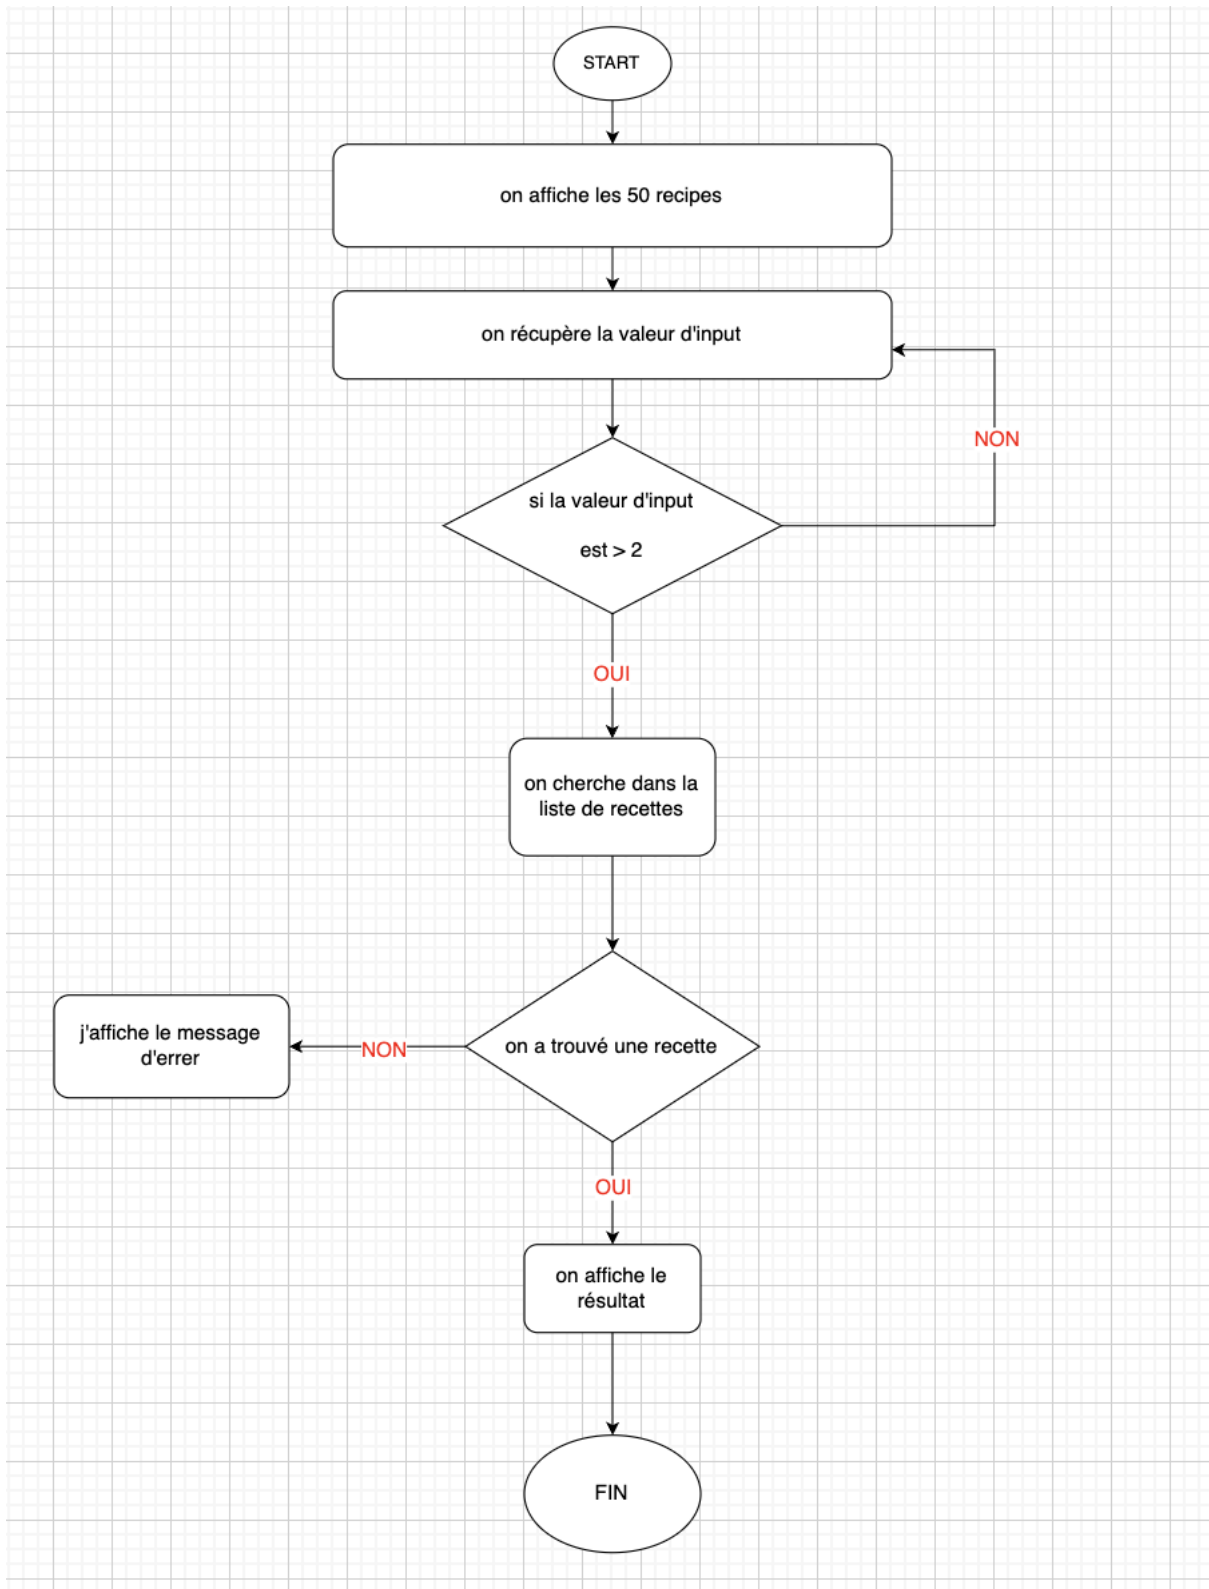 START
on affiche les 50 recipes
on récupère la valeur d'input
NON
si la valeur d'input
est > 2
OUI
on cherche dans la
liste de recettes
j'affiche le message
d'errer
NON
on a trouvé une recette
OUI
on affiche le
résultat
FIN